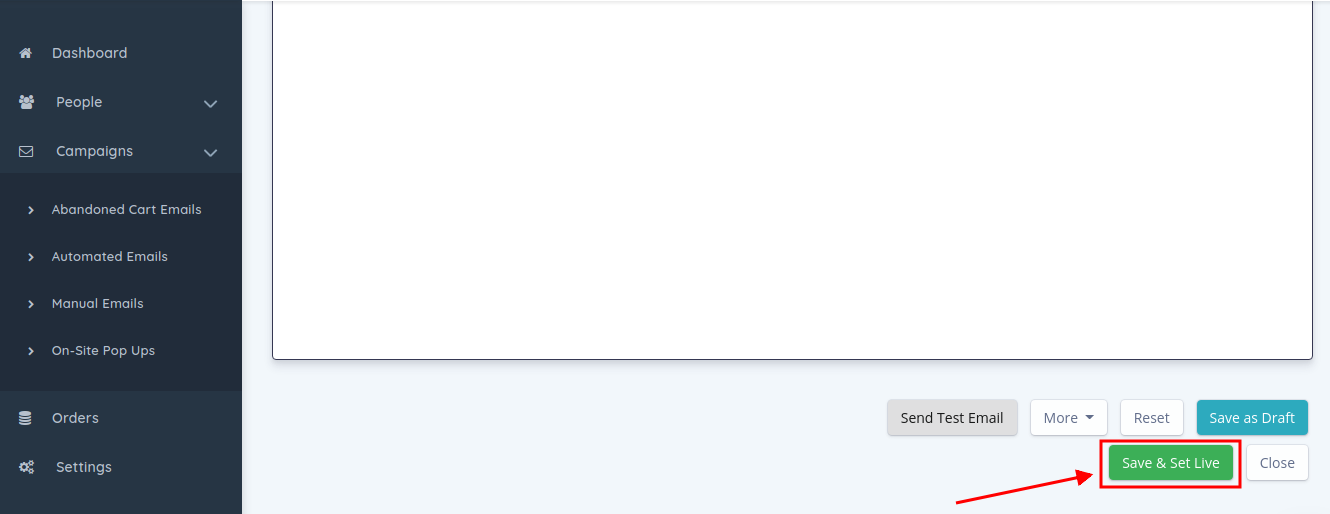 Dashboard
People
Campaigns
Abandoned Cart Emails
Automated Emails
Manual Emails
On-Site Pop Ups
Orders
Settings
Send Test Email
More
Reset
Save as Draft
Save & Set Live
Close